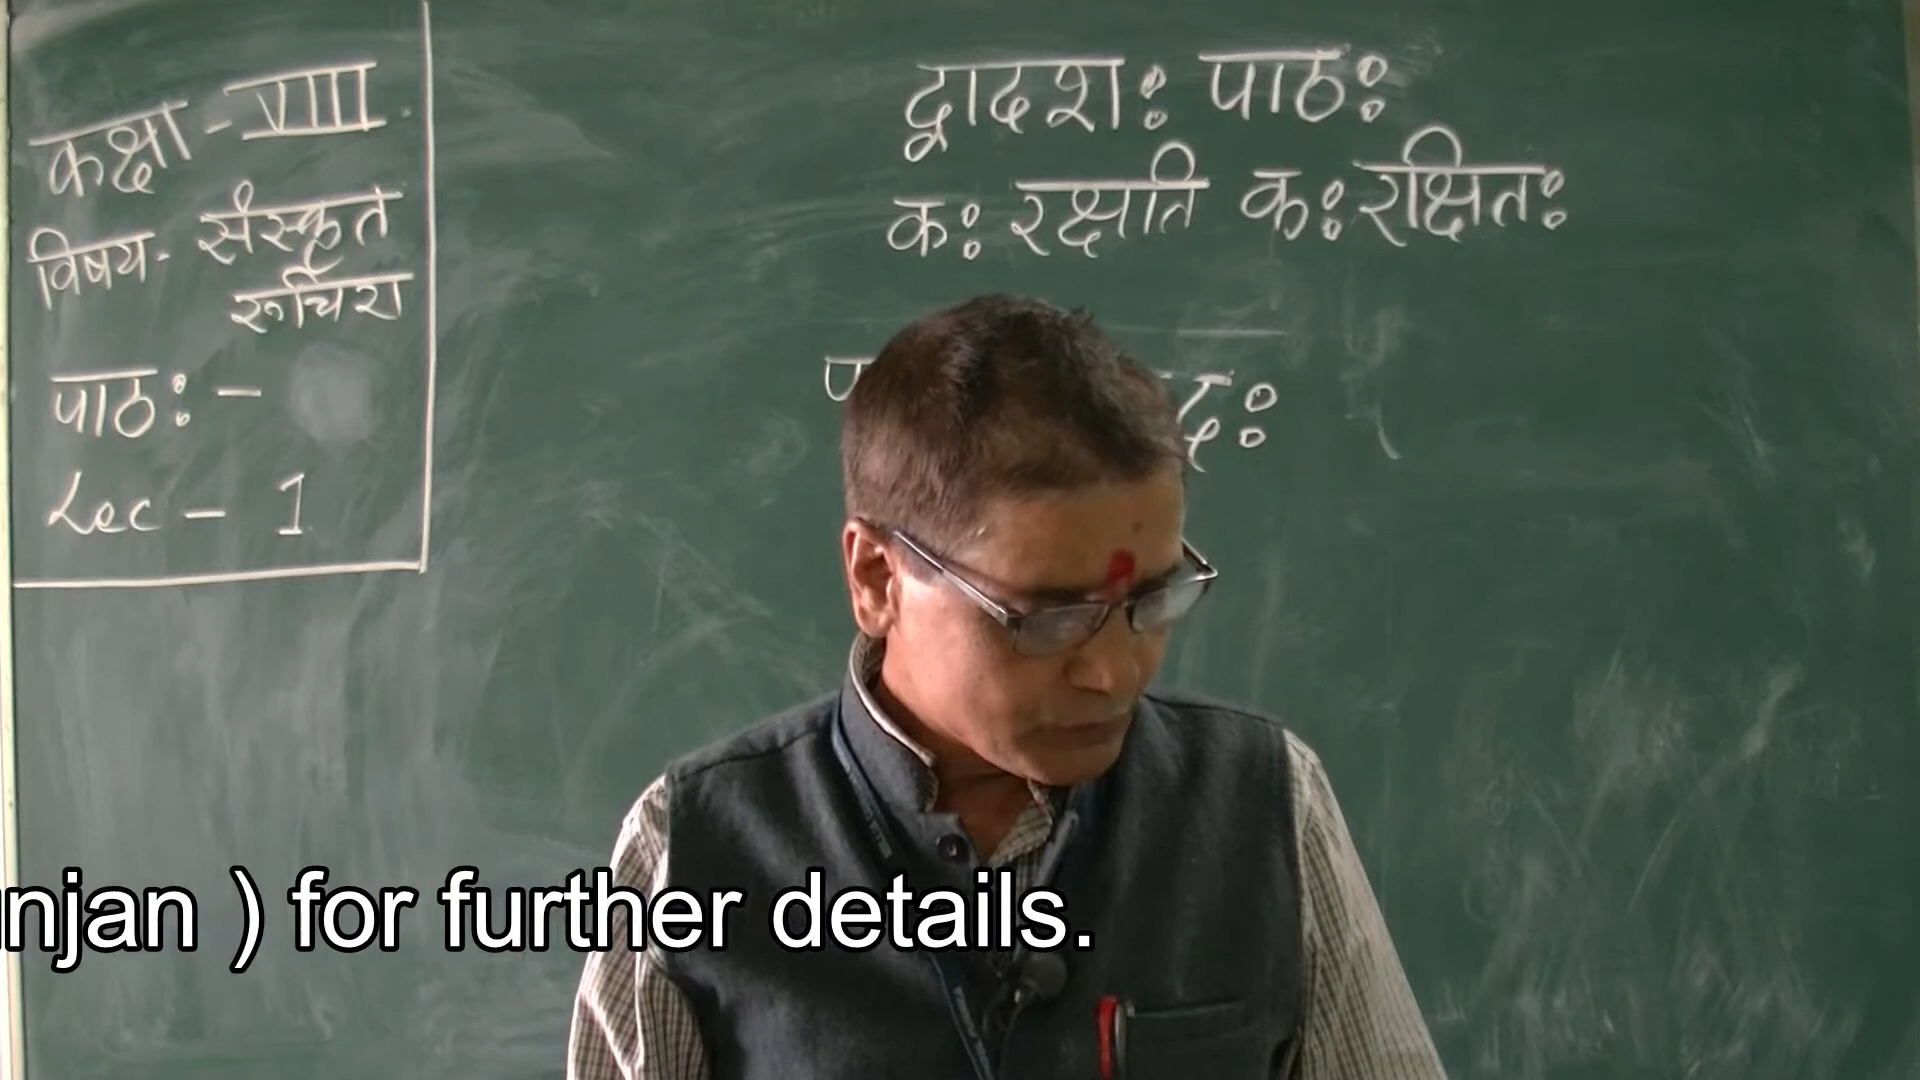 कक्षा - VIII.
विषय - संस्कृत
रूचिरा
पाठः -
Lec - 1
द्वादशः पाठः
कः रक्षति कः रक्षितः
njan ) for further details.